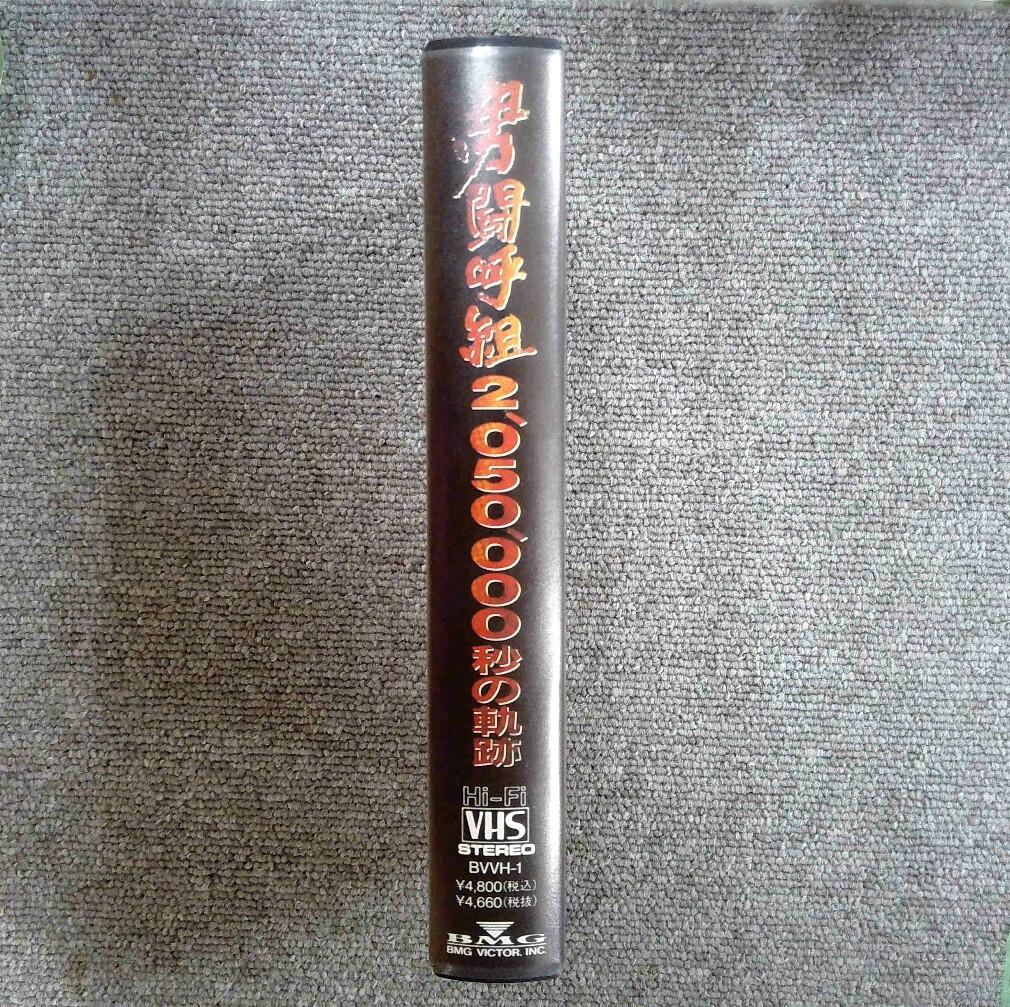 男闘呼組
2,050,000秒の軌跡
Hi-Fi
VHS
STEREO
BVVH-1
¥4,800(税込)
¥4,660(税抜)
BMG
BMG VICTOR. INC.